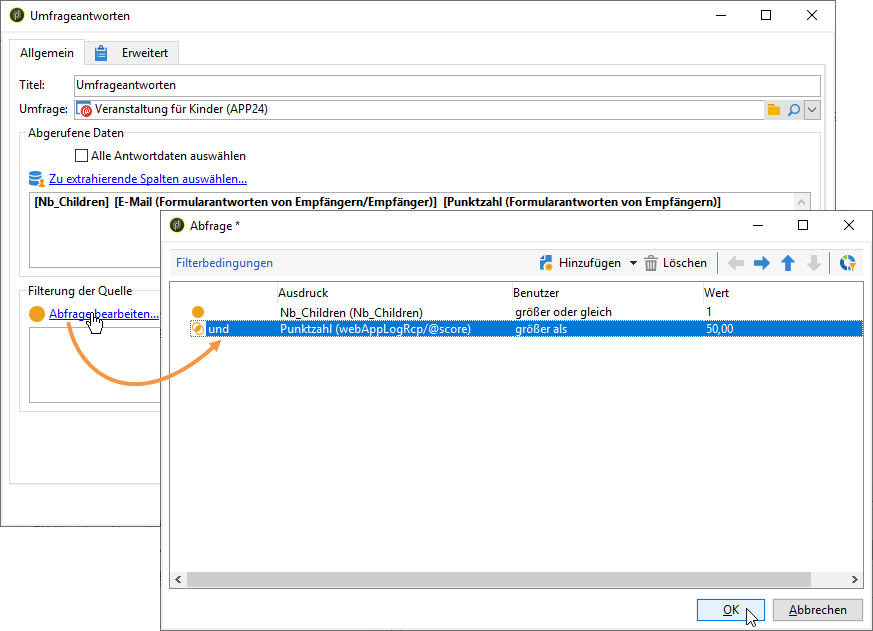 Umfrageantworten
Allgemein Erweitert
Titel: Umfrageantworten
Umfrage: Veranstaltung für Kinder (APP24)
Abgerufene Daten
Alle Antwortdaten auswählen
Zu extrahierende Spalten auswählen...
[Nb_Children] [E-Mail (Formularantworten von Empfängern/Empfänger)] [Punktzahl (Formularantworten von Empfängern)]
Filterung der Quelle
Abfrage bearbeiten...
Abfrage *
Filterbedingungen Hinzufügen Löschen
Ausdruck Benutzer Wert
Nb_Children (Nb_Children) größer oder gleich 1
und Punktzahl (webAppLogRcp/@score) größer als 50,00
OK Abbrechen